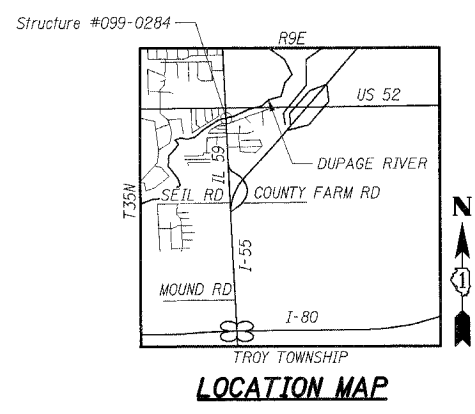 Structure #099-0284
R9E
US 52
DUPAGE RIVER
IL 59
T35N
SEIL RD
COUNTY FARM RD
N
I-55
1
MOUND RD
I-80
TROY TOWNSHIP
LOCATION MAP